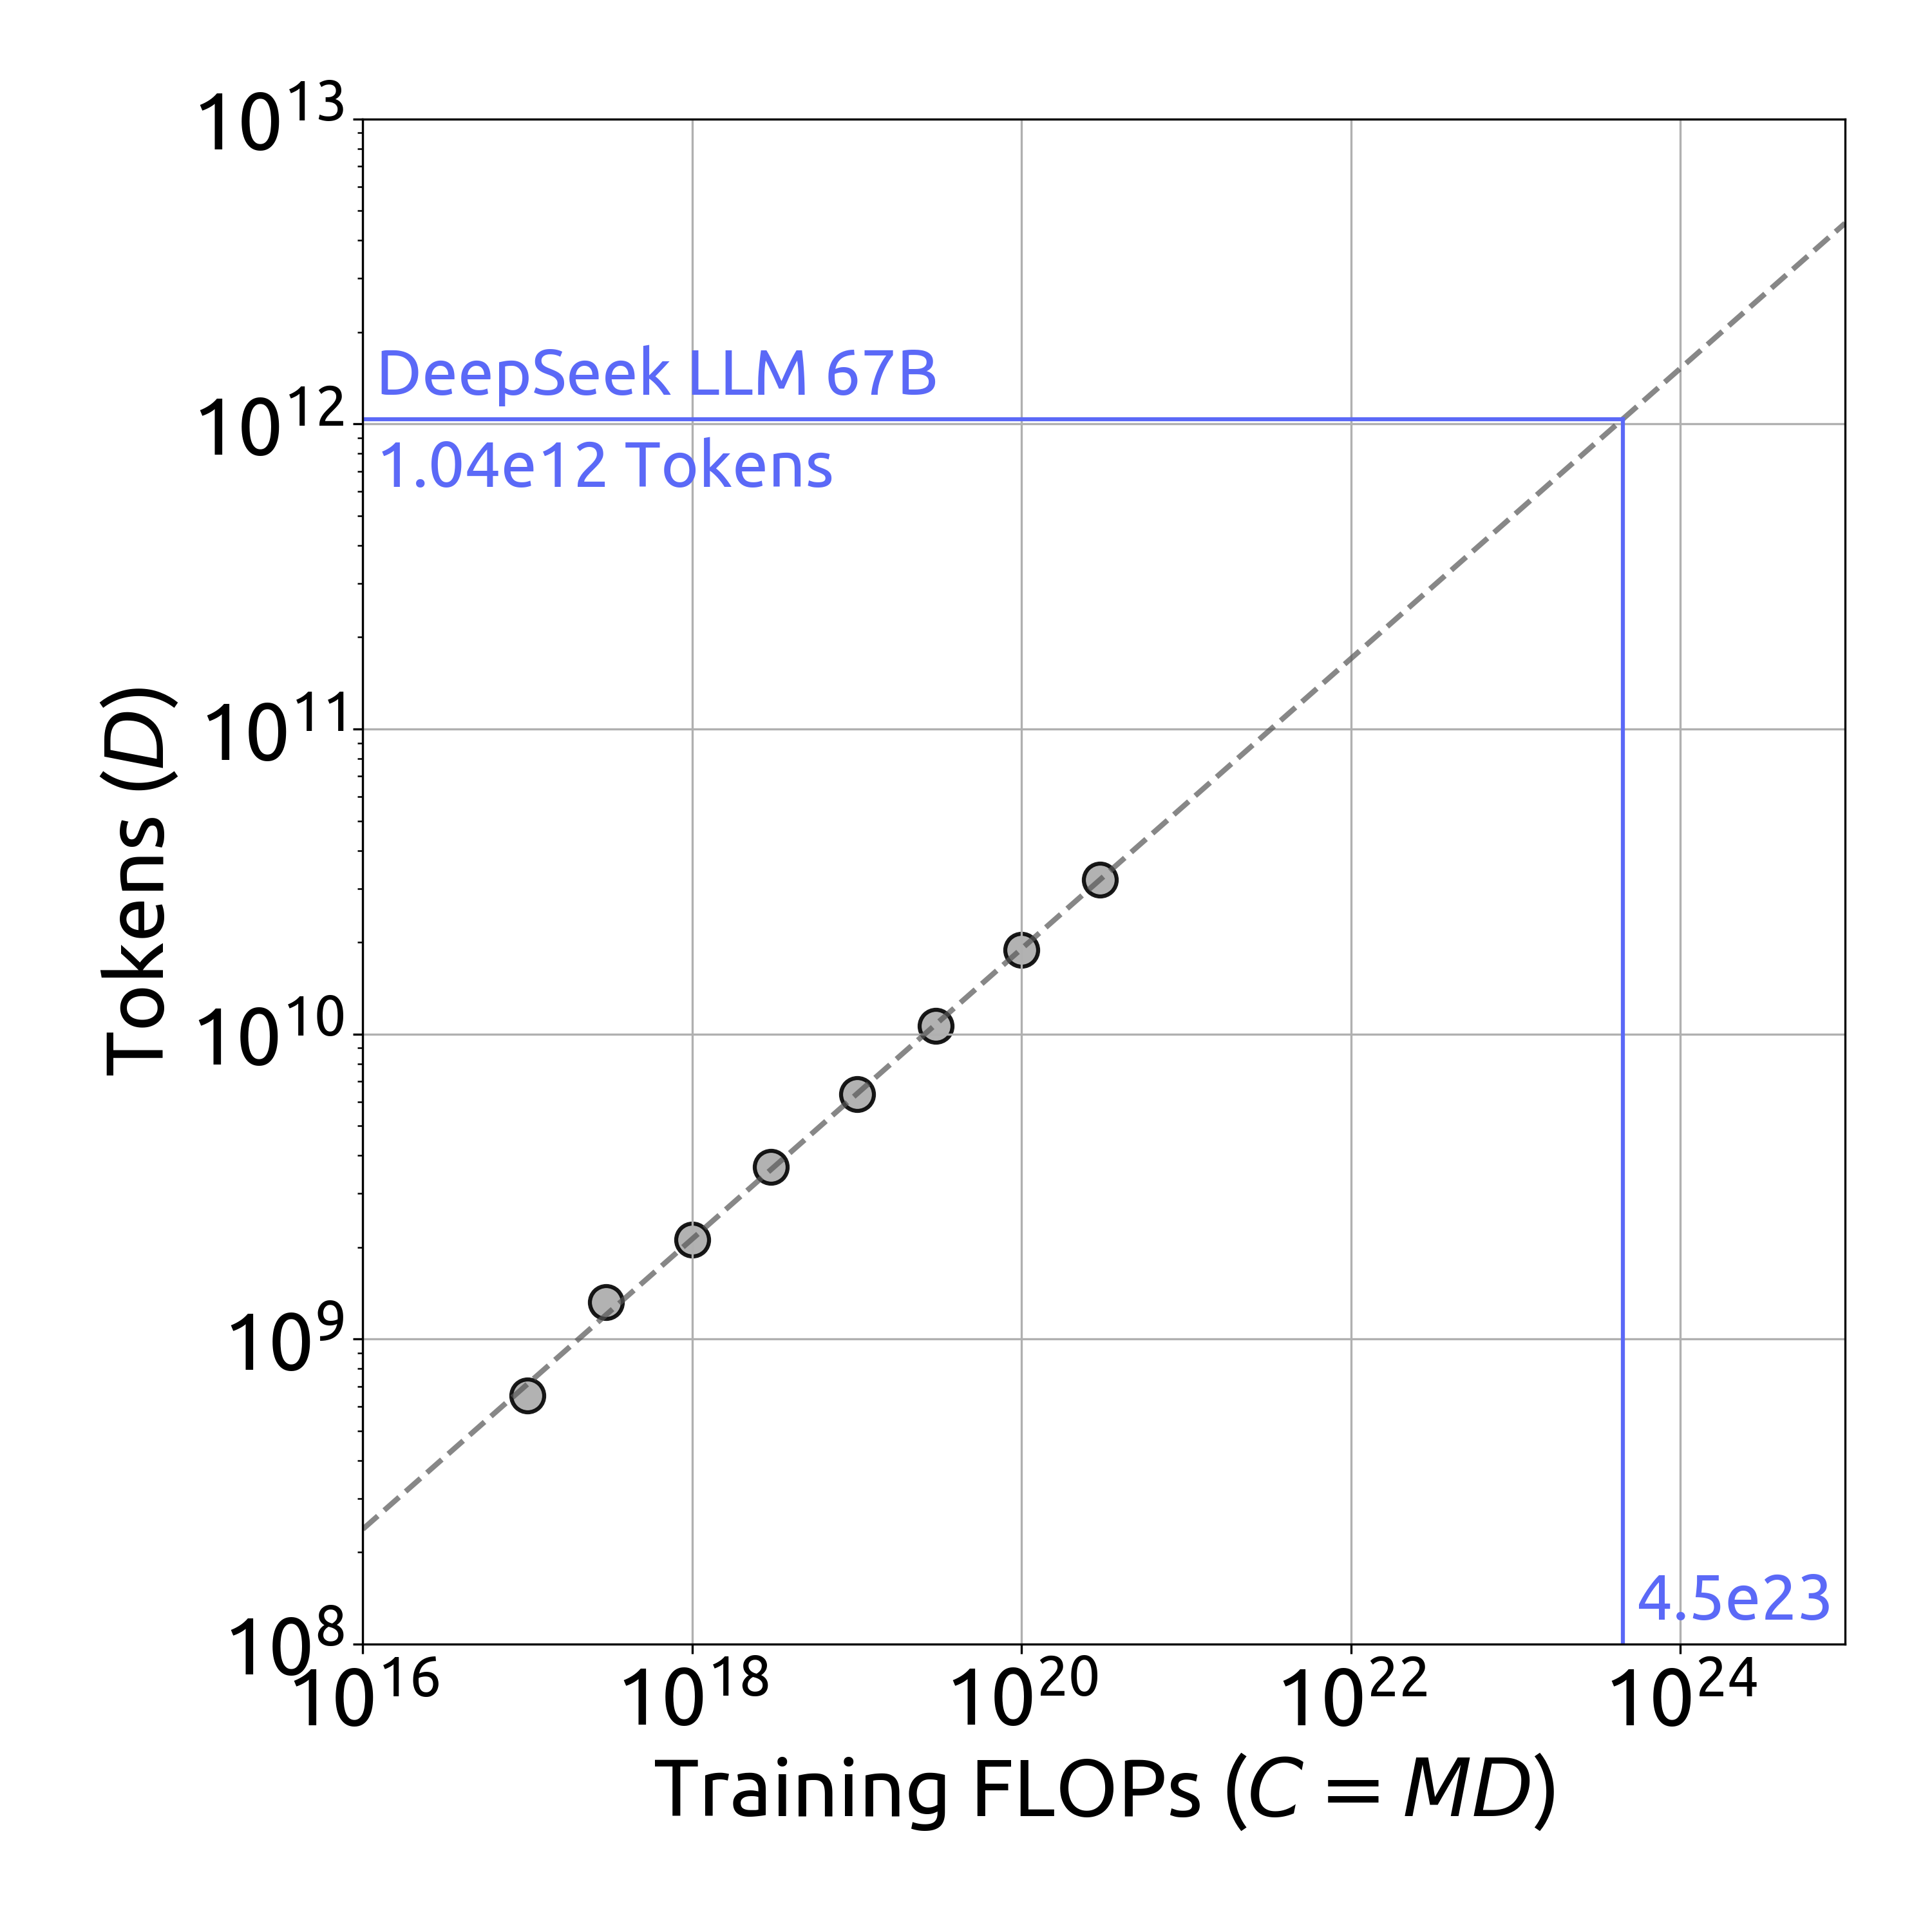 10^13
10^12
10^11
10^10
10^9
10^8
Tokens (D)
DeepSeek LLM 67B
1.04e12 Tokens
4.5e23
10^16
10^18
10^20
10^22
10^24
Training FLOPs (C = MD)